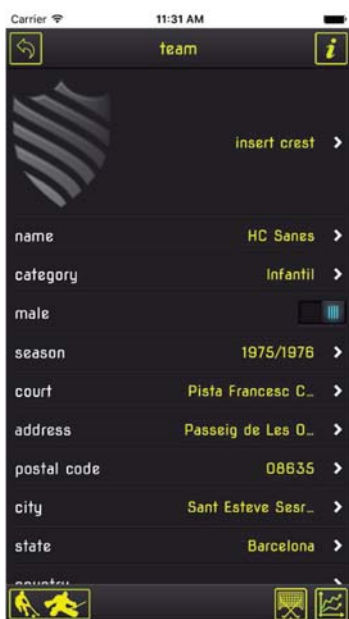 Carrier 11:31 AM
team i
insert crest
name HC Sanes
category Infantil
male
season 1975/1976
court Pista Francesc C...
address Passeig de Les O...
postal code 08635
city Sant Esteve Sesr...
state Barcelona
country